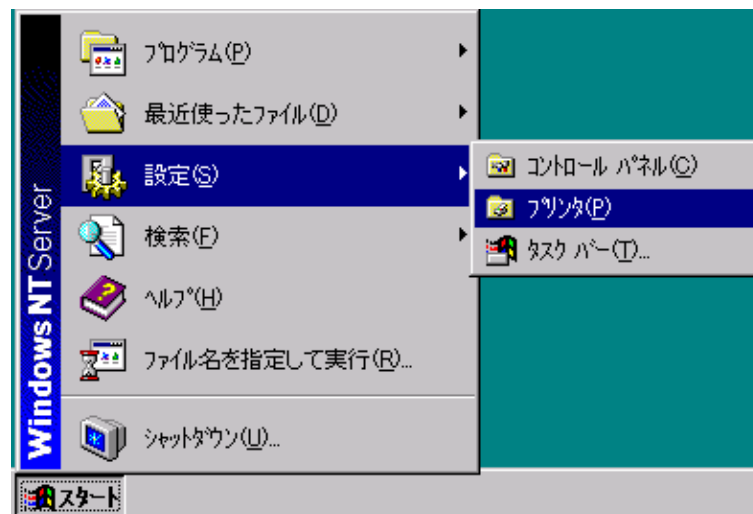 Windows NT Server
プログラム(P)
最近使ったファイル(D)
設定(S)
検索(F)
ヘルプ(H)
ファイル名を指定して実行(R)...
シャットダウン(U)...
コントロール パネル(C)
プリンタ(P)
タスク バー(T)...
スタート